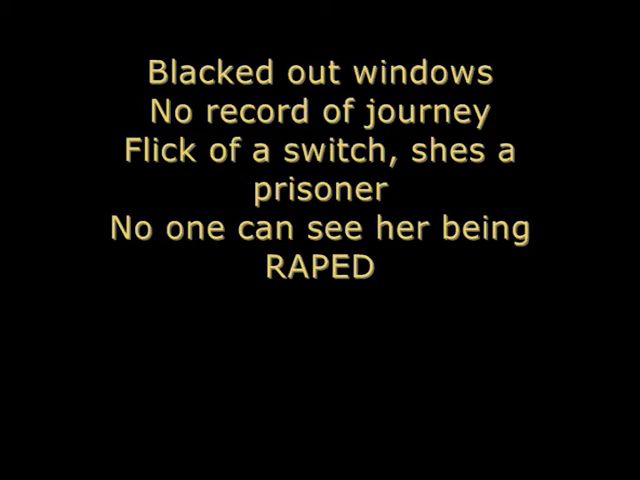 Blacked out windows
No record of journey
Flick of a switch, shes a
prisoner
No one can see her being
RAPED